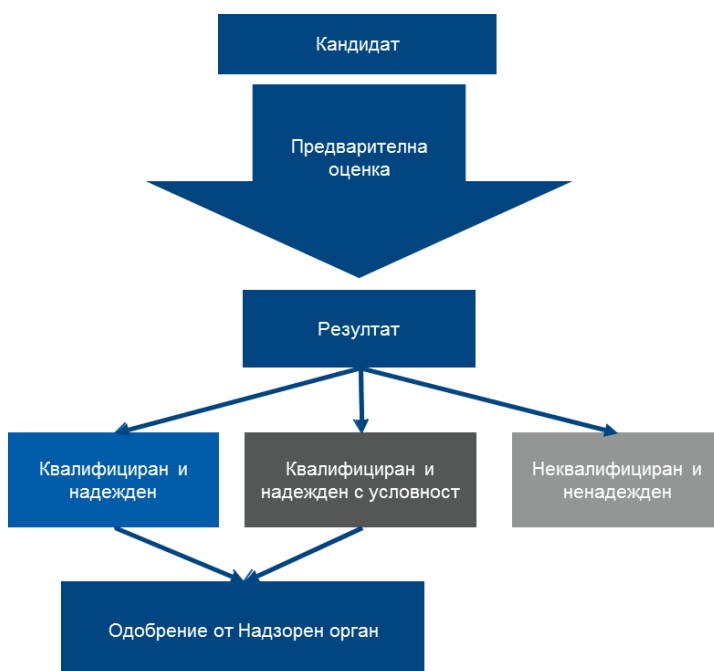 Кандидат
Предварителна
оценка
Резултат
Квалифициран и
надежден
Квалифициран и
надежден с условност
Неквалифициран и
ненадежден
Одобрение от Надзорен орган